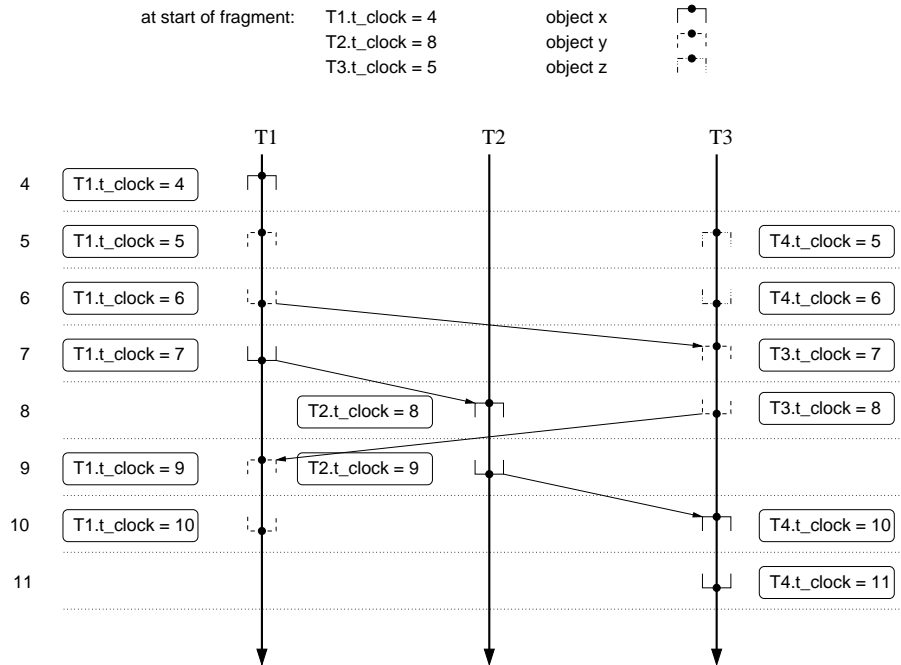 at start of fragment: T1.t_clock = 4 object x
T2.t_clock = 8 object y
T3.t_clock = 5 object z
T1 T2 T3
4 T1.t_clock = 4
5 T1.t_clock = 5 T4.t_clock = 5
6 T1.t_clock = 6 T4.t_clock = 6
7 T1.t_clock = 7 T3.t_clock = 7
8 T2.t_clock = 8 T3.t_clock = 8
9 T1.t_clock = 9 T2.t_clock = 9
10 T1.t_clock = 10 T4.t_clock = 10
11 T4.t_clock = 11